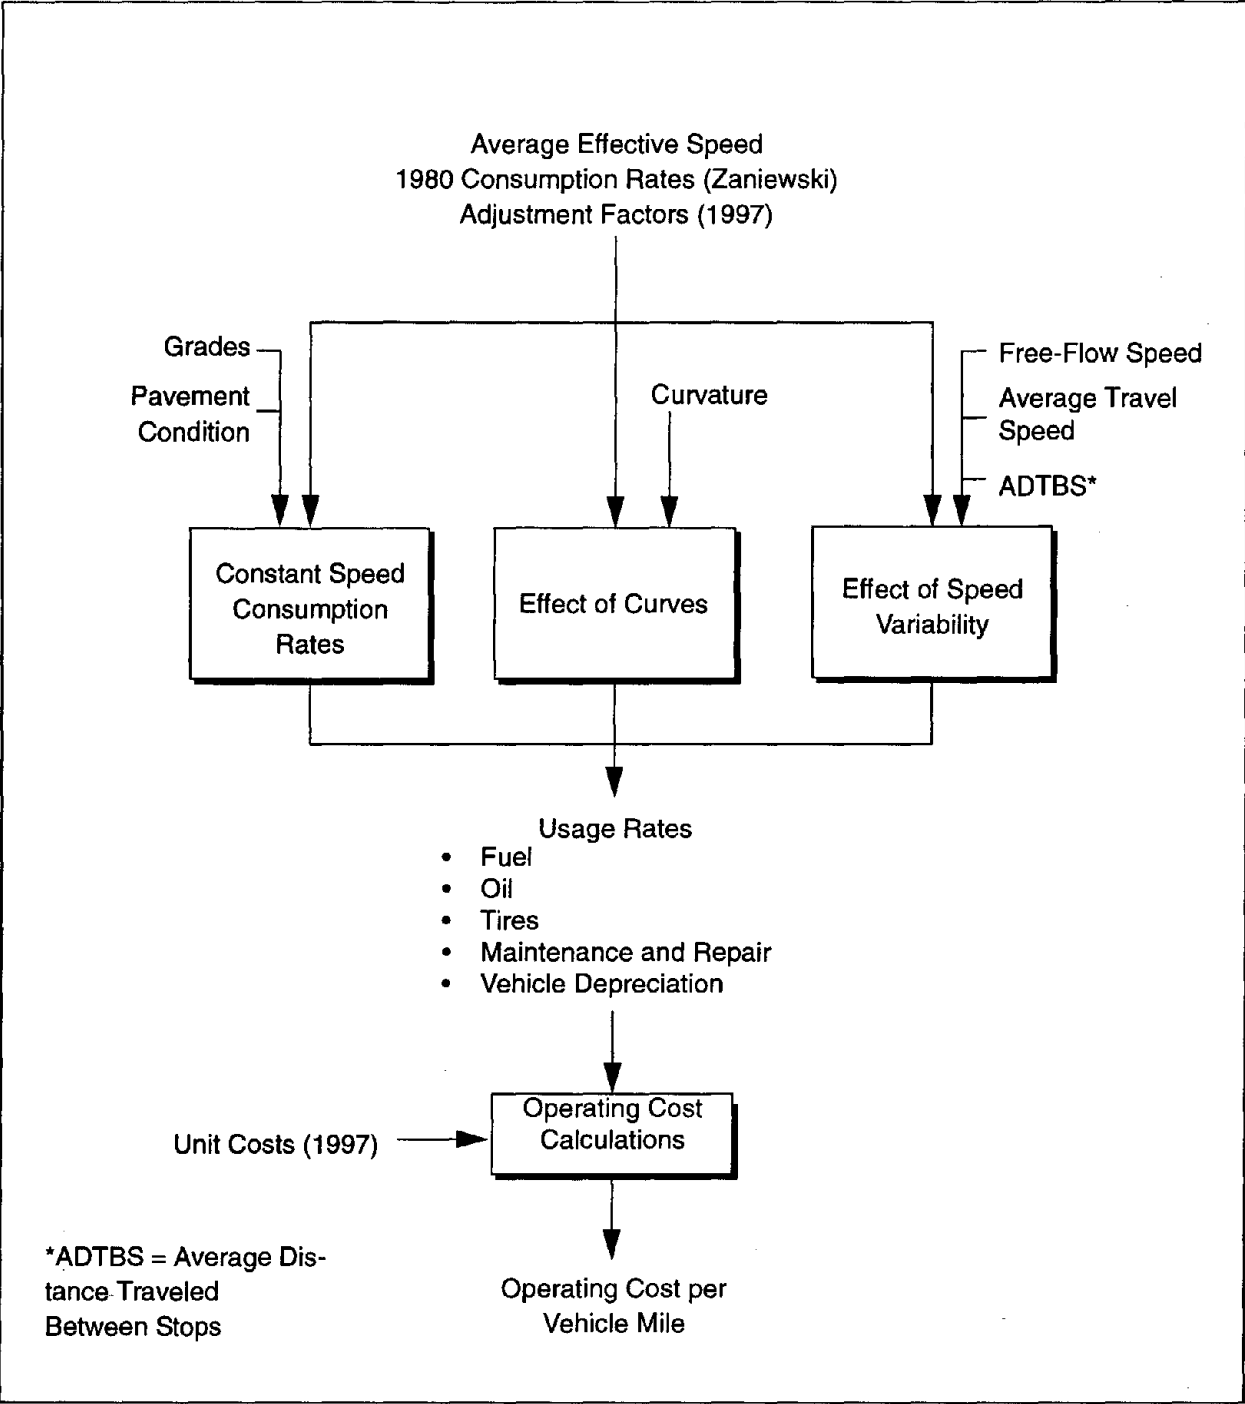 Average Effective Speed
1980 Consumption Rates (Zaniewski)
Adjustment Factors (1997)
Grades
Pavement
Condition
Curvature
Free-Flow Speed
Average Travel
Speed
ADTBS*
Constant Speed
Consumption
Rates
Effect of Curves
Effect of Speed
Variability
Usage Rates
• Fuel
• Oil
• Tires
• Maintenance and Repair
• Vehicle Depreciation
Operating Cost
Calculations
Unit Costs (1997)
*ADTBS = Average Dis-
tance Traveled
Between Stops
Operating Cost per
Vehicle Mile